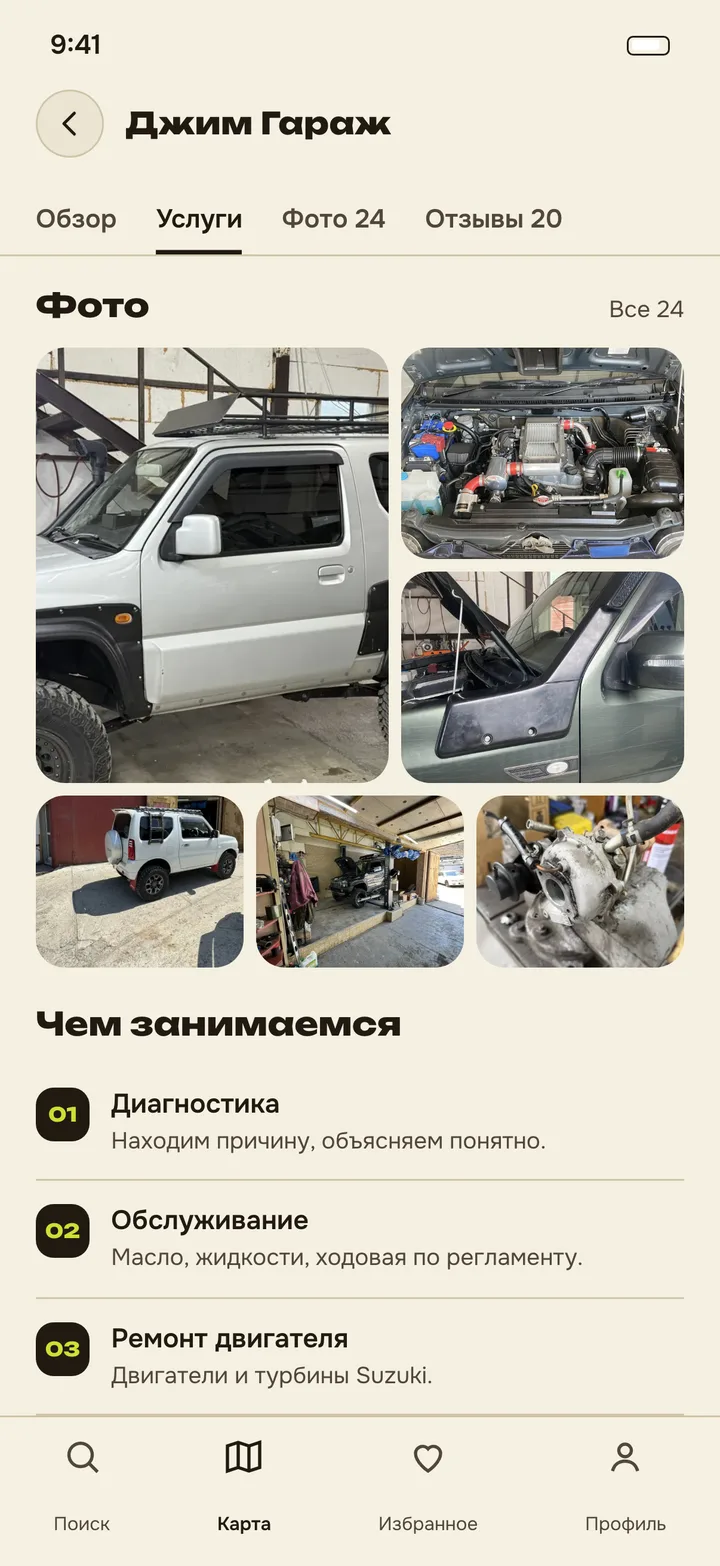 9:41
Джим Гараж
Обзор Услуги Фото 24 Отзывы 20
Фото Все 24
Чем занимаемся
01 Диагностика
Находим причину, объясняем понятно.
02 Обслуживание
Масло, жидкости, ходовая по регламенту.
03 Ремонт двигателя
Двигатели и турбины Suzuki.
Поиск Карта Избранное Профиль